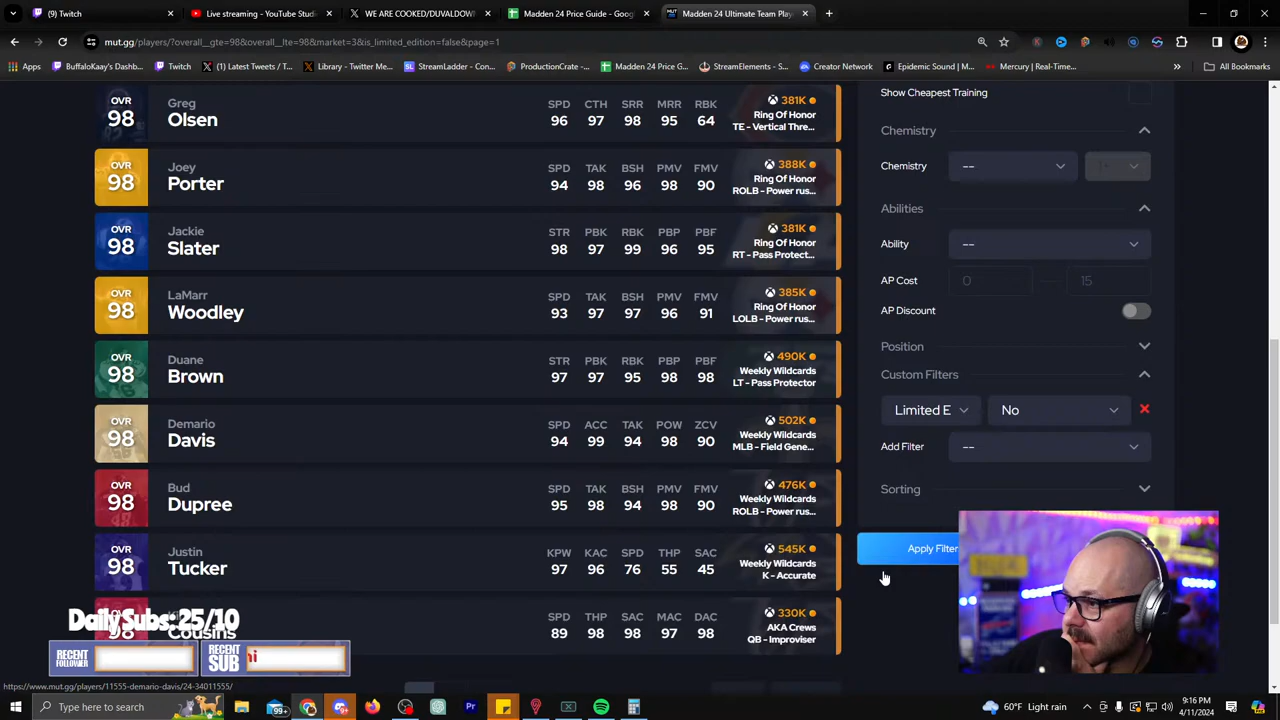 (3) Twitch
Live streaming - YouTube Studi
WE ARE COOKED/DUVALDOWN
Madden 24 Price Guide - Goog
Madden 24 Ultimate Team Play
mut.gg/players/?overall__gte=98&overall__lte=98&market=3&is_limited_edition=false&page=1
Apps
BuffaloKaay's Dashb...
Twitch
(1) Latest Tweets / T...
Library - Twitter Me...
StreamLadder - Con...
ProductionCrate - /...
Madden 24 Price G...
StreamElements - S...
Creator Network
Epidemic Sound | M...
Mercury | Real-Time...
»
All Bookmarks
OVR
98
Greg
Olsen
SPD CTH SRR MRR RBK
96 97 98 95 64
381K
Ring Of Honor
TE - Vertical Thre...
OVR
98
Joey
Porter
SPD TAK BSH PMV FMV
94 98 96 98 90
388K
Ring Of Honor
ROLB - Power rus...
OVR
98
Jackie
Slater
STR PBK RBK PBP PBF
98 97 99 96 95
381K
Ring Of Honor
RT - Pass Protect...
OVR
98
LaMarr
Woodley
SPD TAK BSH PMV FMV
93 97 97 96 91
385K
Ring Of Honor
LOLB - Power rus...
OVR
98
Duane
Brown
STR PBK RBK PBP PBF
97 97 95 98 98
490K
Weekly Wildcards
LT - Pass Protector
OVR
98
Demario
Davis
SPD ACC TAK POW ZCV
94 99 94 98 90
502K
Weekly Wildcards
MLB - Field Gene...
OVR
98
Bud
Dupree
SPD TAK BSH PMV FMV
95 98 94 98 90
476K
Weekly Wildcards
ROLB - Power rus...
OVR
98
Justin
Tucker
KPW KAC SPD THP SAC
97 96 76 55 45
545K
Weekly Wildcards
K - Accurate
98
Cousins
SPD THP SAC MAC DAC
89 98 98 97 98
330K
AKA Crews
QB - Improviser
Show Cheapest Training
Chemistry
Chemistry
--
1+
Abilities
Ability
--
AP Cost
0
15
AP Discount
Position
Custom Filters
Limited E
No
Add Filter
--
Sorting
Apply Filter
Daily Subs: 25/10
RECENT
FOLLOWER
RECENT
SUB
hi
https://www.mut.gg/players/11555-demario-davis/24-34011555/
Type here to search
99+
60°F Light rain
9:16 PM
4/11/2024